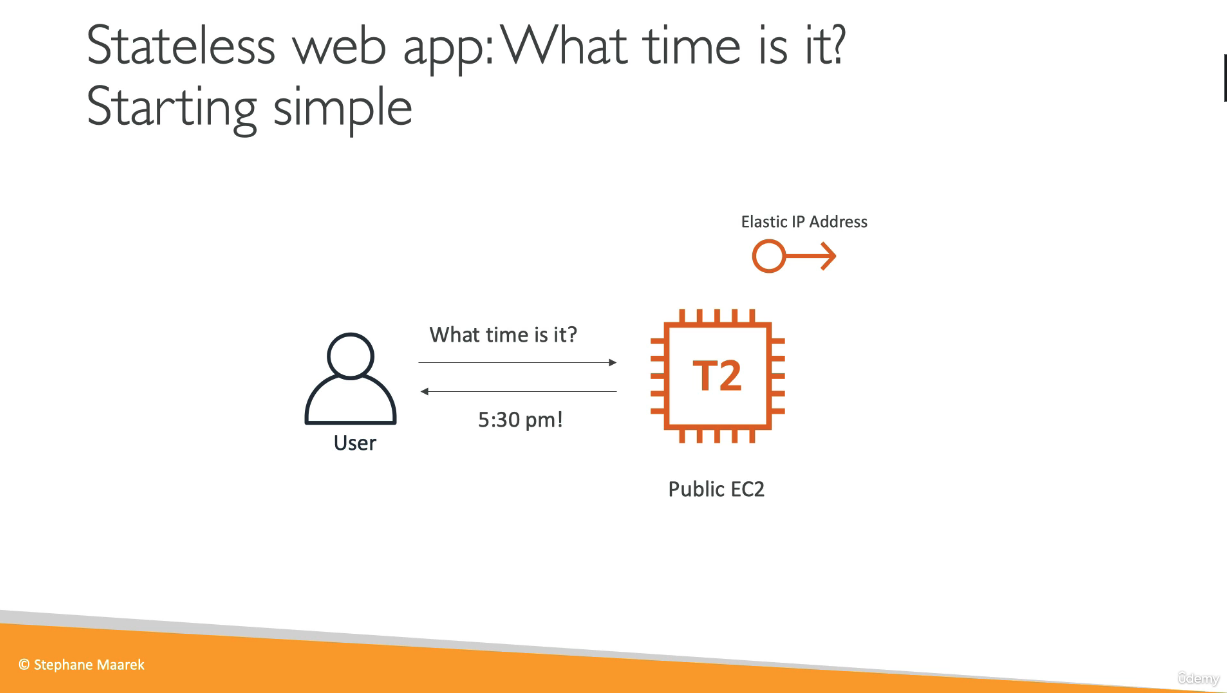 Stateless web app: What time is it?
Starting simple
Elastic IP Address
What time is it?
T2
5:30 pm!
User
Public EC2
© Stephane Maarek
ûdemy